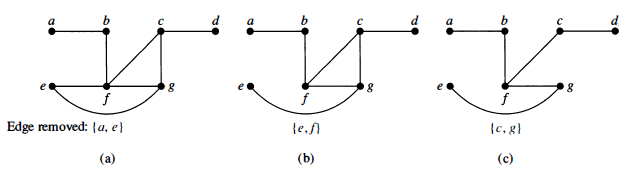 a b c d a b c d a b c d
e f g e f g e f g
Edge removed: {a, e} {e, f} {c, g}
(a) (b) (c)